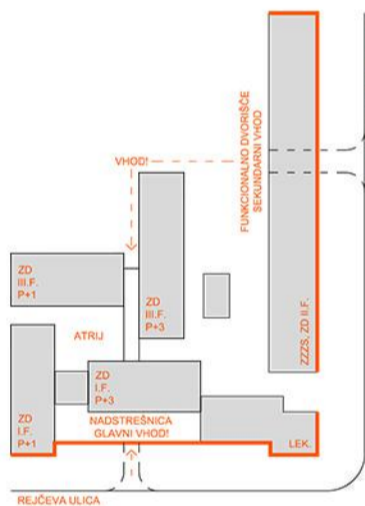 VHOD!
FUNKCIONALNO DVORIŠČE
SEKUNDARNI VHOD
ZD
III.F.
P+1
ZD
III.F.
P+3
ZZZS, ZD II.F.
ATRIJ
ZD
I.F.
P+3
ZD
I.F.
P+1
NADSTREŠNICA
GLAVNI VHOD!
LEK.
REJČEVA ULICA